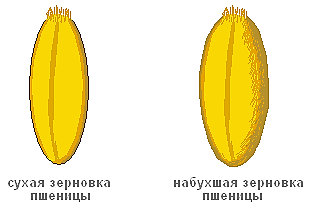 сухая зерновка
пшеницы
набухшая зерновка
пшеницы